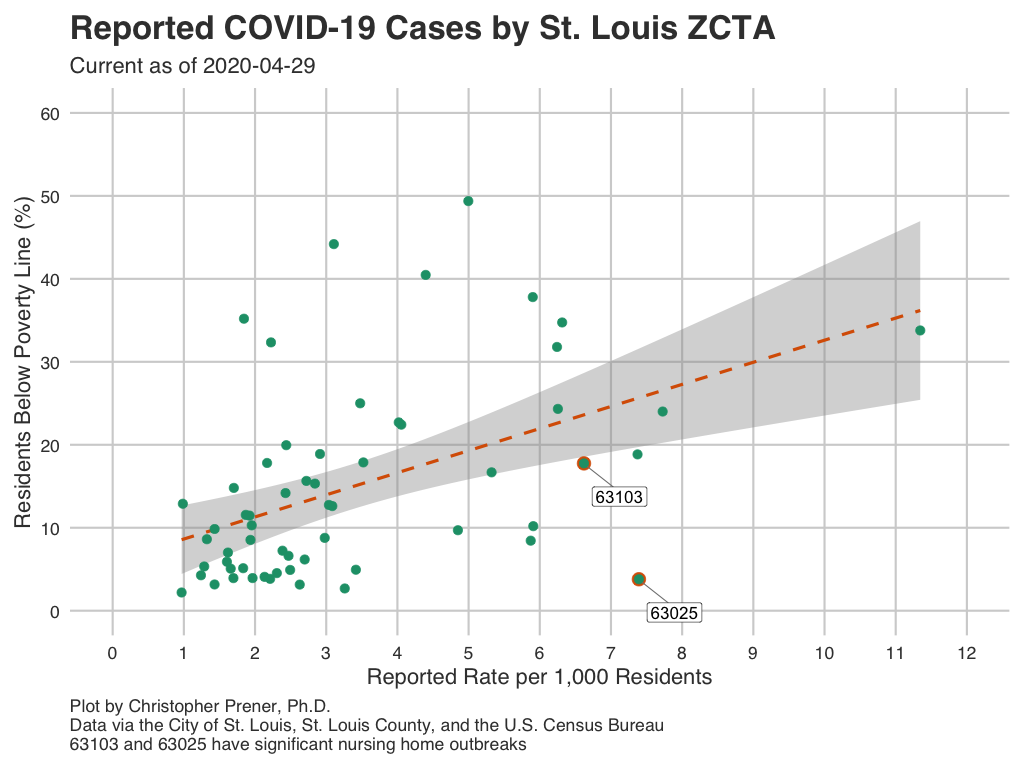 Reported COVID-19 Cases by St. Louis ZCTA
Current as of 2020-04-29
60
50
40
30
20
10
0
Residents Below Poverty Line (%)
63103
63025
0 1 2 3 4 5 6 7 8 9 10 11 12
Reported Rate per 1,000 Residents
Plot by Christopher Prener, Ph.D.
Data via the City of St. Louis, St. Louis County, and the U.S. Census Bureau
63103 and 63025 have significant nursing home outbreaks